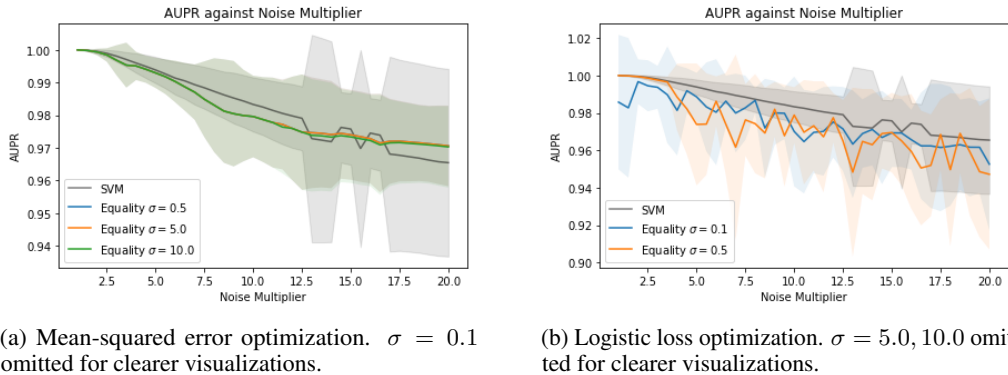 AUPR against Noise Multiplier
1.00
0.99
0.98
0.97
0.96
0.95
0.94
AUPR
SVM
Equality σ = 0.5
Equality σ = 5.0
Equality σ = 10.0
2.5 5.0 7.5 10.0 12.5 15.0 17.5 20.0
Noise Multiplier
AUPR against Noise Multiplier
1.02
1.00
0.98
0.96
0.94
0.92
0.90
AUPR
SVM
Equality σ = 0.1
Equality σ = 0.5
2.5 5.0 7.5 10.0 12.5 15.0 17.5 20.0
Noise Multiplier
(a) Mean-squared error optimization. σ = 0.1
omitted for clearer visualizations.
(b) Logistic loss optimization. σ = 5.0, 10.0 omit
ted for clearer visualizations.